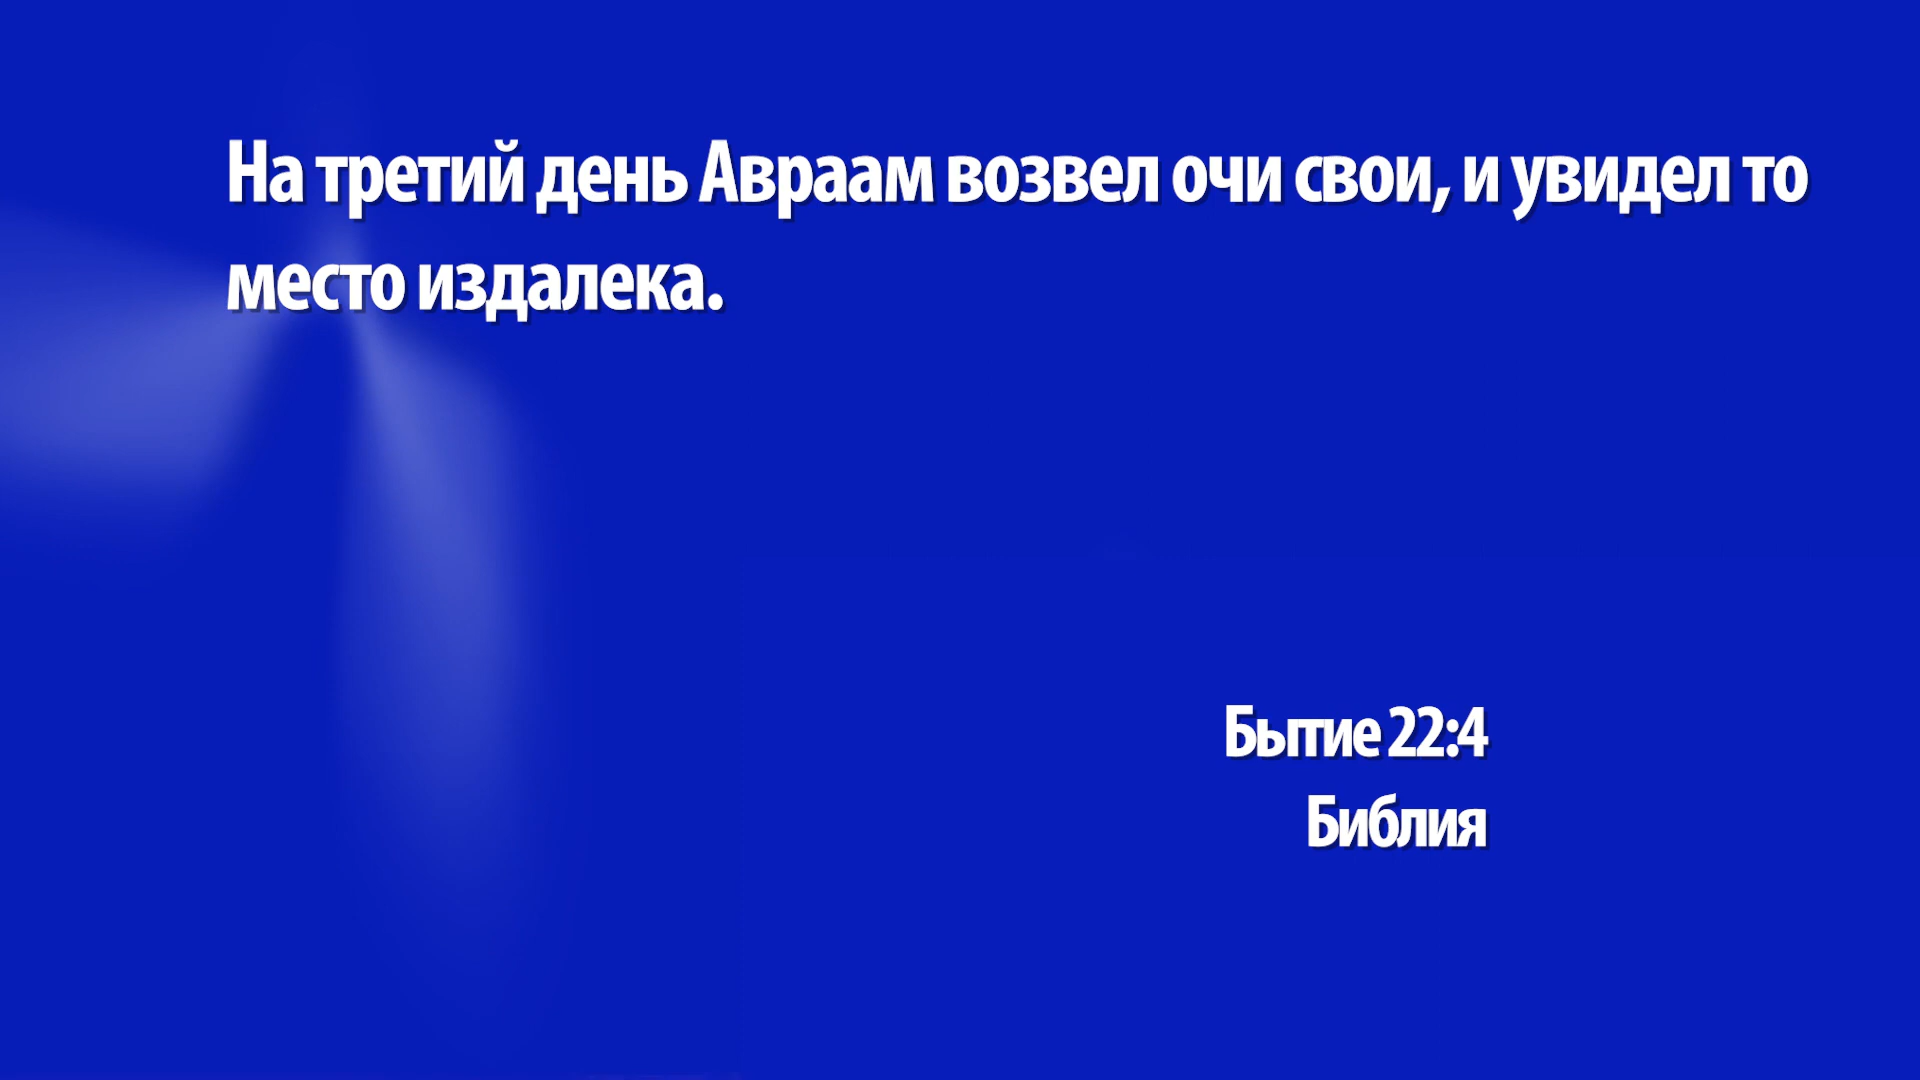 На третий день Авраам возвел очи свои, и увидел то
место издалека.
Бытие 22:4
Библия